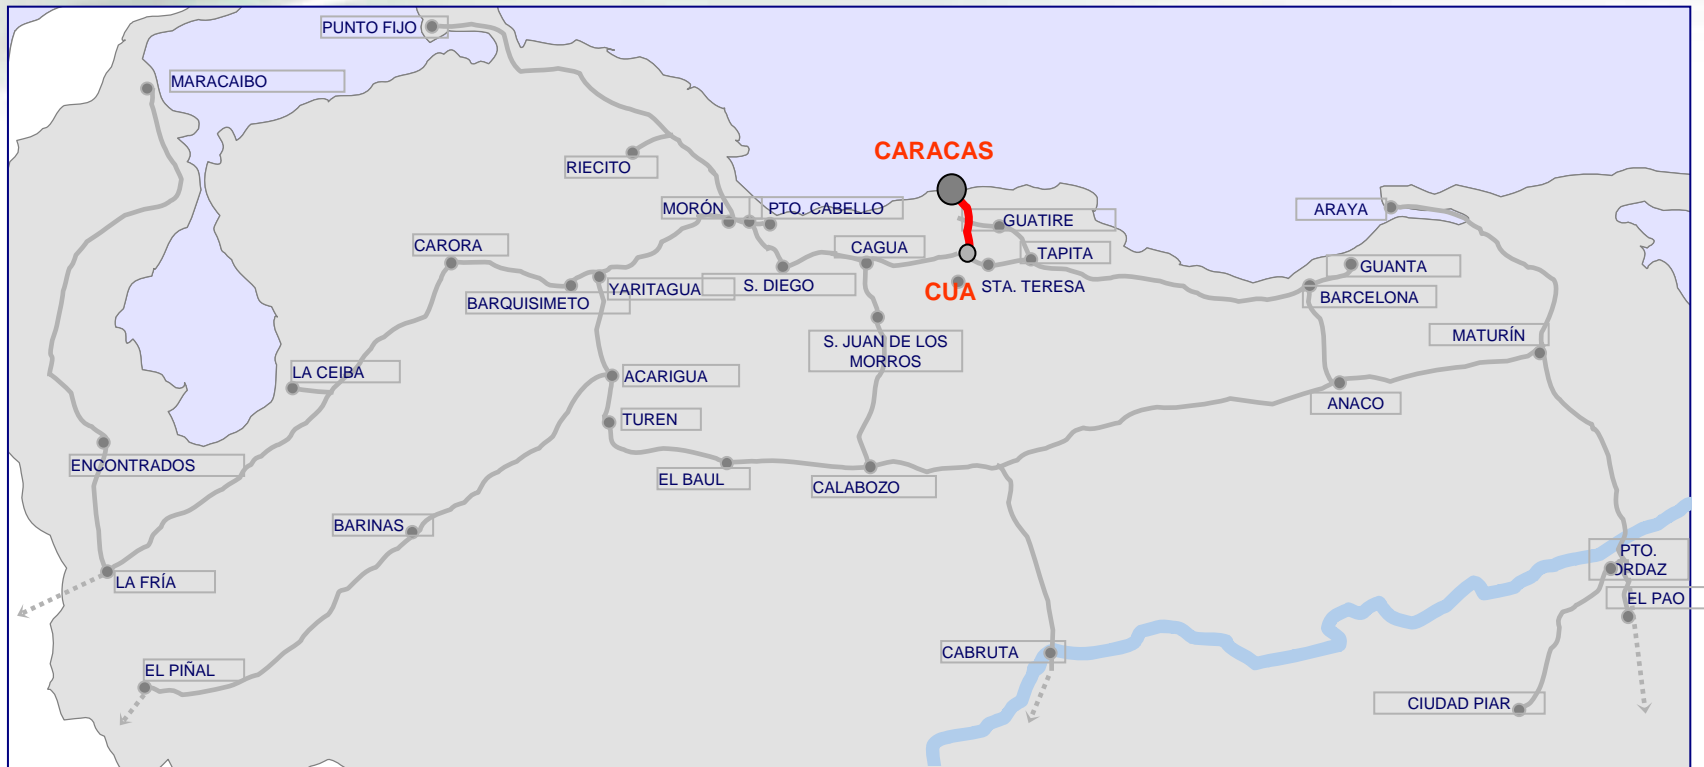 PUNTO FIJO
MARACAIBO
CARACAS
RIECITO
MORÓN
PTO. CABELLO
GUATIRE
ARAYA
CARORA
CAGUA
TAPITA
GUANTA
YARITAGUA
S. DIEGO
STA. TERESA
CUA
BARQUISIMETO
BARCELONA
S. JUAN DE LOS
MORROS
MATURÍN
LA CEIBA
ACARIGUA
ANACO
TUREN
ENCONTRADOS
EL BAUL
CALABOZO
BARINAS
PTO.
ORDAZ
LA FRÍA
EL PAO
CABRUTA
EL PIÑAL
CIUDAD PIAR